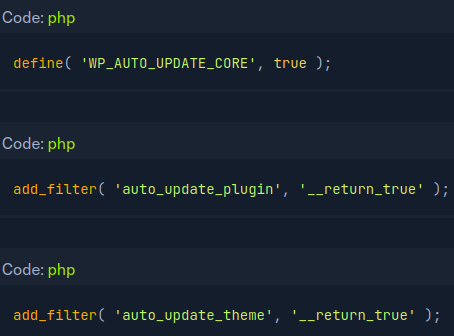 Code: php
define( 'WP_AUTO_UPDATE_CORE', true );
Code: php
add_filter( 'auto_update_plugin', '__return_true' );
Code: php
add_filter( 'auto_update_theme', '__return_true' );